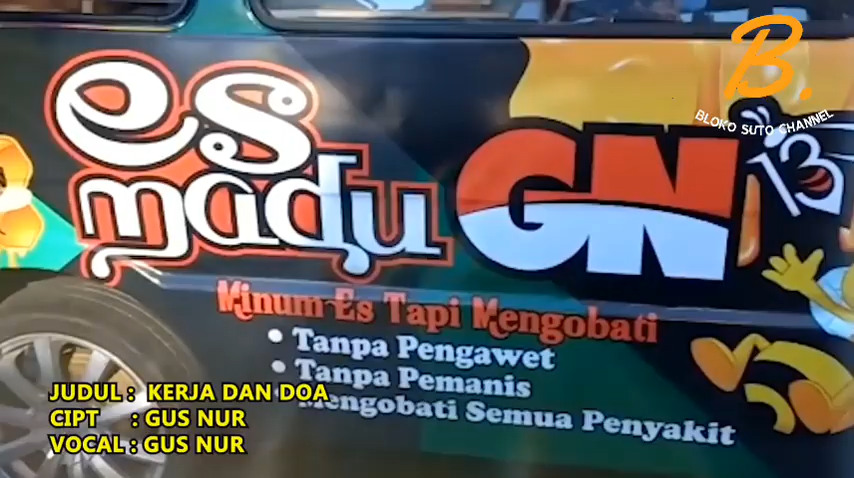 B.
BLOKO SUTO CHANNEL
es
madu
GN
13
Minum Es Tapi Mengobati
• Tanpa Pengawet
• Tanpa Pemanis
• Mengobati Semua Penyakit
JUDUL : KERJA DAN DOA
CIPT : GUS NUR
VOCAL : GUS NUR